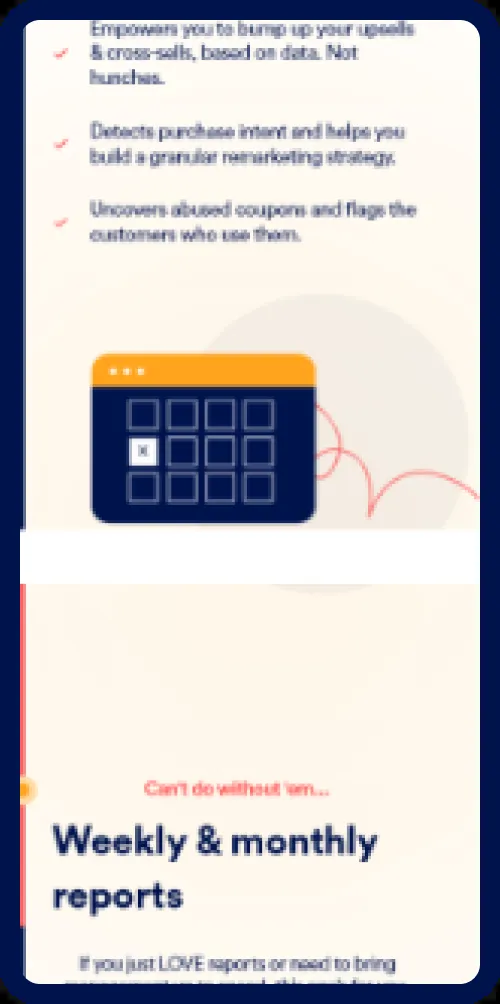 Empowers you to bump up your upsells
& cross-sells, based on data. Not
hunches.
Detects purchase intent and helps you
build a granular remarketing strategy.
Uncovers abused coupons and flags the
customers who use them.
x
Can't do without 'em...
Weekly & monthly
reports
If you just LOVE reports or need to bring